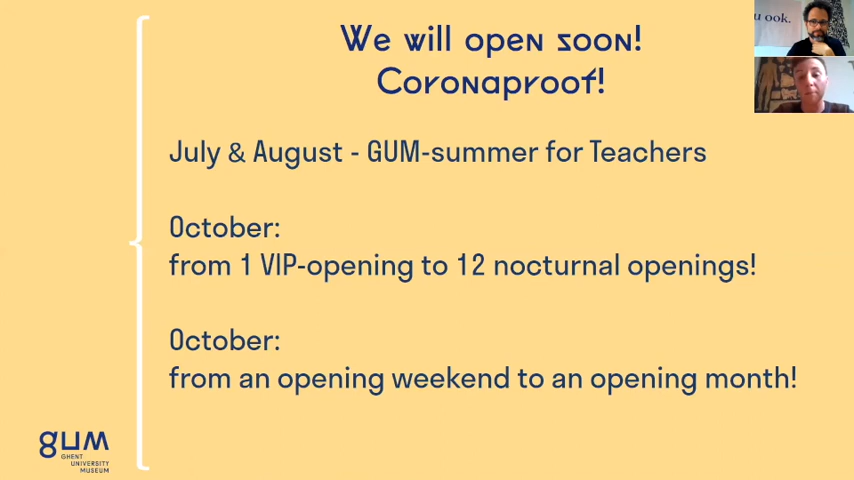 We will open soon!
Coronaproof!
u ook.
July & August - GUM-summer for Teachers
October:
from 1 VIP-opening to 12 nocturnal openings!
October:
from an opening weekend to an opening month!
gum
GHENT
UNIVERSITY
MUSEUM